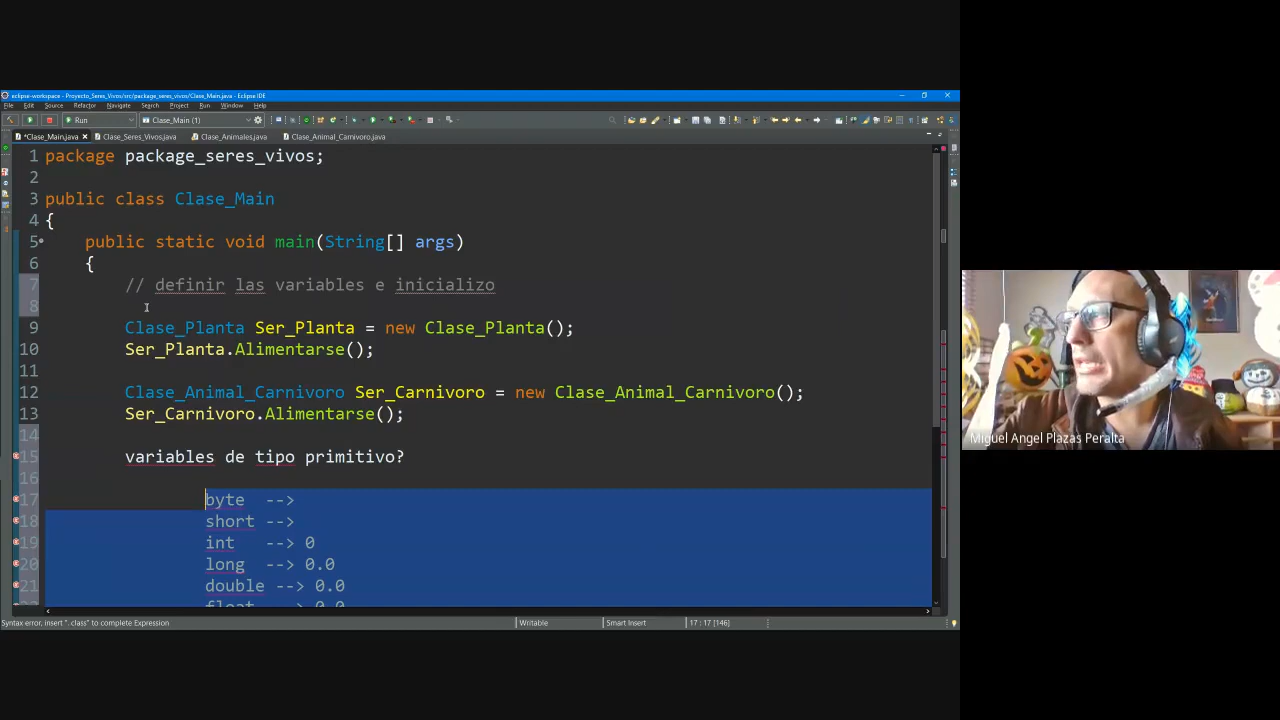 eclipse-workspace - Proyecto_Seres_Vivos/src/package_seres_vivos/Clase_Main.java - Eclipse IDE
File Edit Source Refactor Navigate Search Project Run Window Help
Run Clase_Main (1)
*Clase_Main.java Clase_Seres_Vivos.java Clase_Animales.java Clase_Animal_Carnivoro.java
1 package package_seres_vivos;
2
3 public class Clase_Main
4 {
5 public static void main(String[] args)
6 {
7 // definir las variables e inicializo
8
9 Clase_Planta Ser_Planta = new Clase_Planta();
10 Ser_Planta.Alimentarse();
11
12 Clase_Animal_Carnivoro Ser_Carnivoro = new Clase_Animal_Carnivoro();
13 Ser_Carnivoro.Alimentarse();
14
15 variables de tipo primitivo?
16
17 byte -->
18 short -->
19 int --> 0
20 long --> 0.0
21 double --> 0.0
float --> 0.0
Syntax error, insert ". class" to complete Expression Writable Smart Insert 17 : 17 [146]
Miguel Angel Plazas Peralta